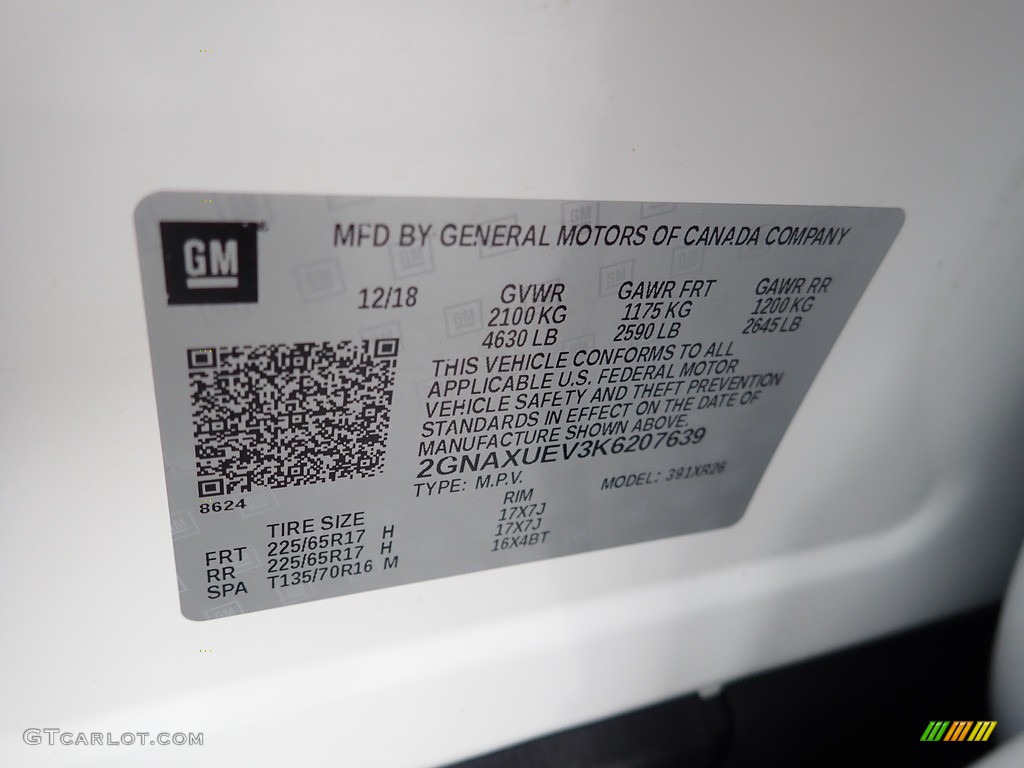 GM
MFD BY GENERAL MOTORS OF CANADA COMPANY
12/18 GVWR GAWR FRT GAWR RR
2100 KG 1175 KG 1200 KG
4630 LB 2590 LB 2645 LB
THIS VEHICLE CONFORMS TO ALL
APPLICABLE U.S. FEDERAL MOTOR
VEHICLE SAFETY AND THEFT PREVENTION
STANDARDS IN EFFECT ON THE DATE OF
MANUFACTURE SHOWN ABOVE.
2GNAXUEV3K6207639
TYPE: M.P.V. MODEL: 391XR26
8624
TIRE SIZE RIM
FRT 225/65R17 H 17X7J
RR 225/65R17 H 17X7J
SPA T135/70R16 M 16X4BT
GTCARLOT.COM